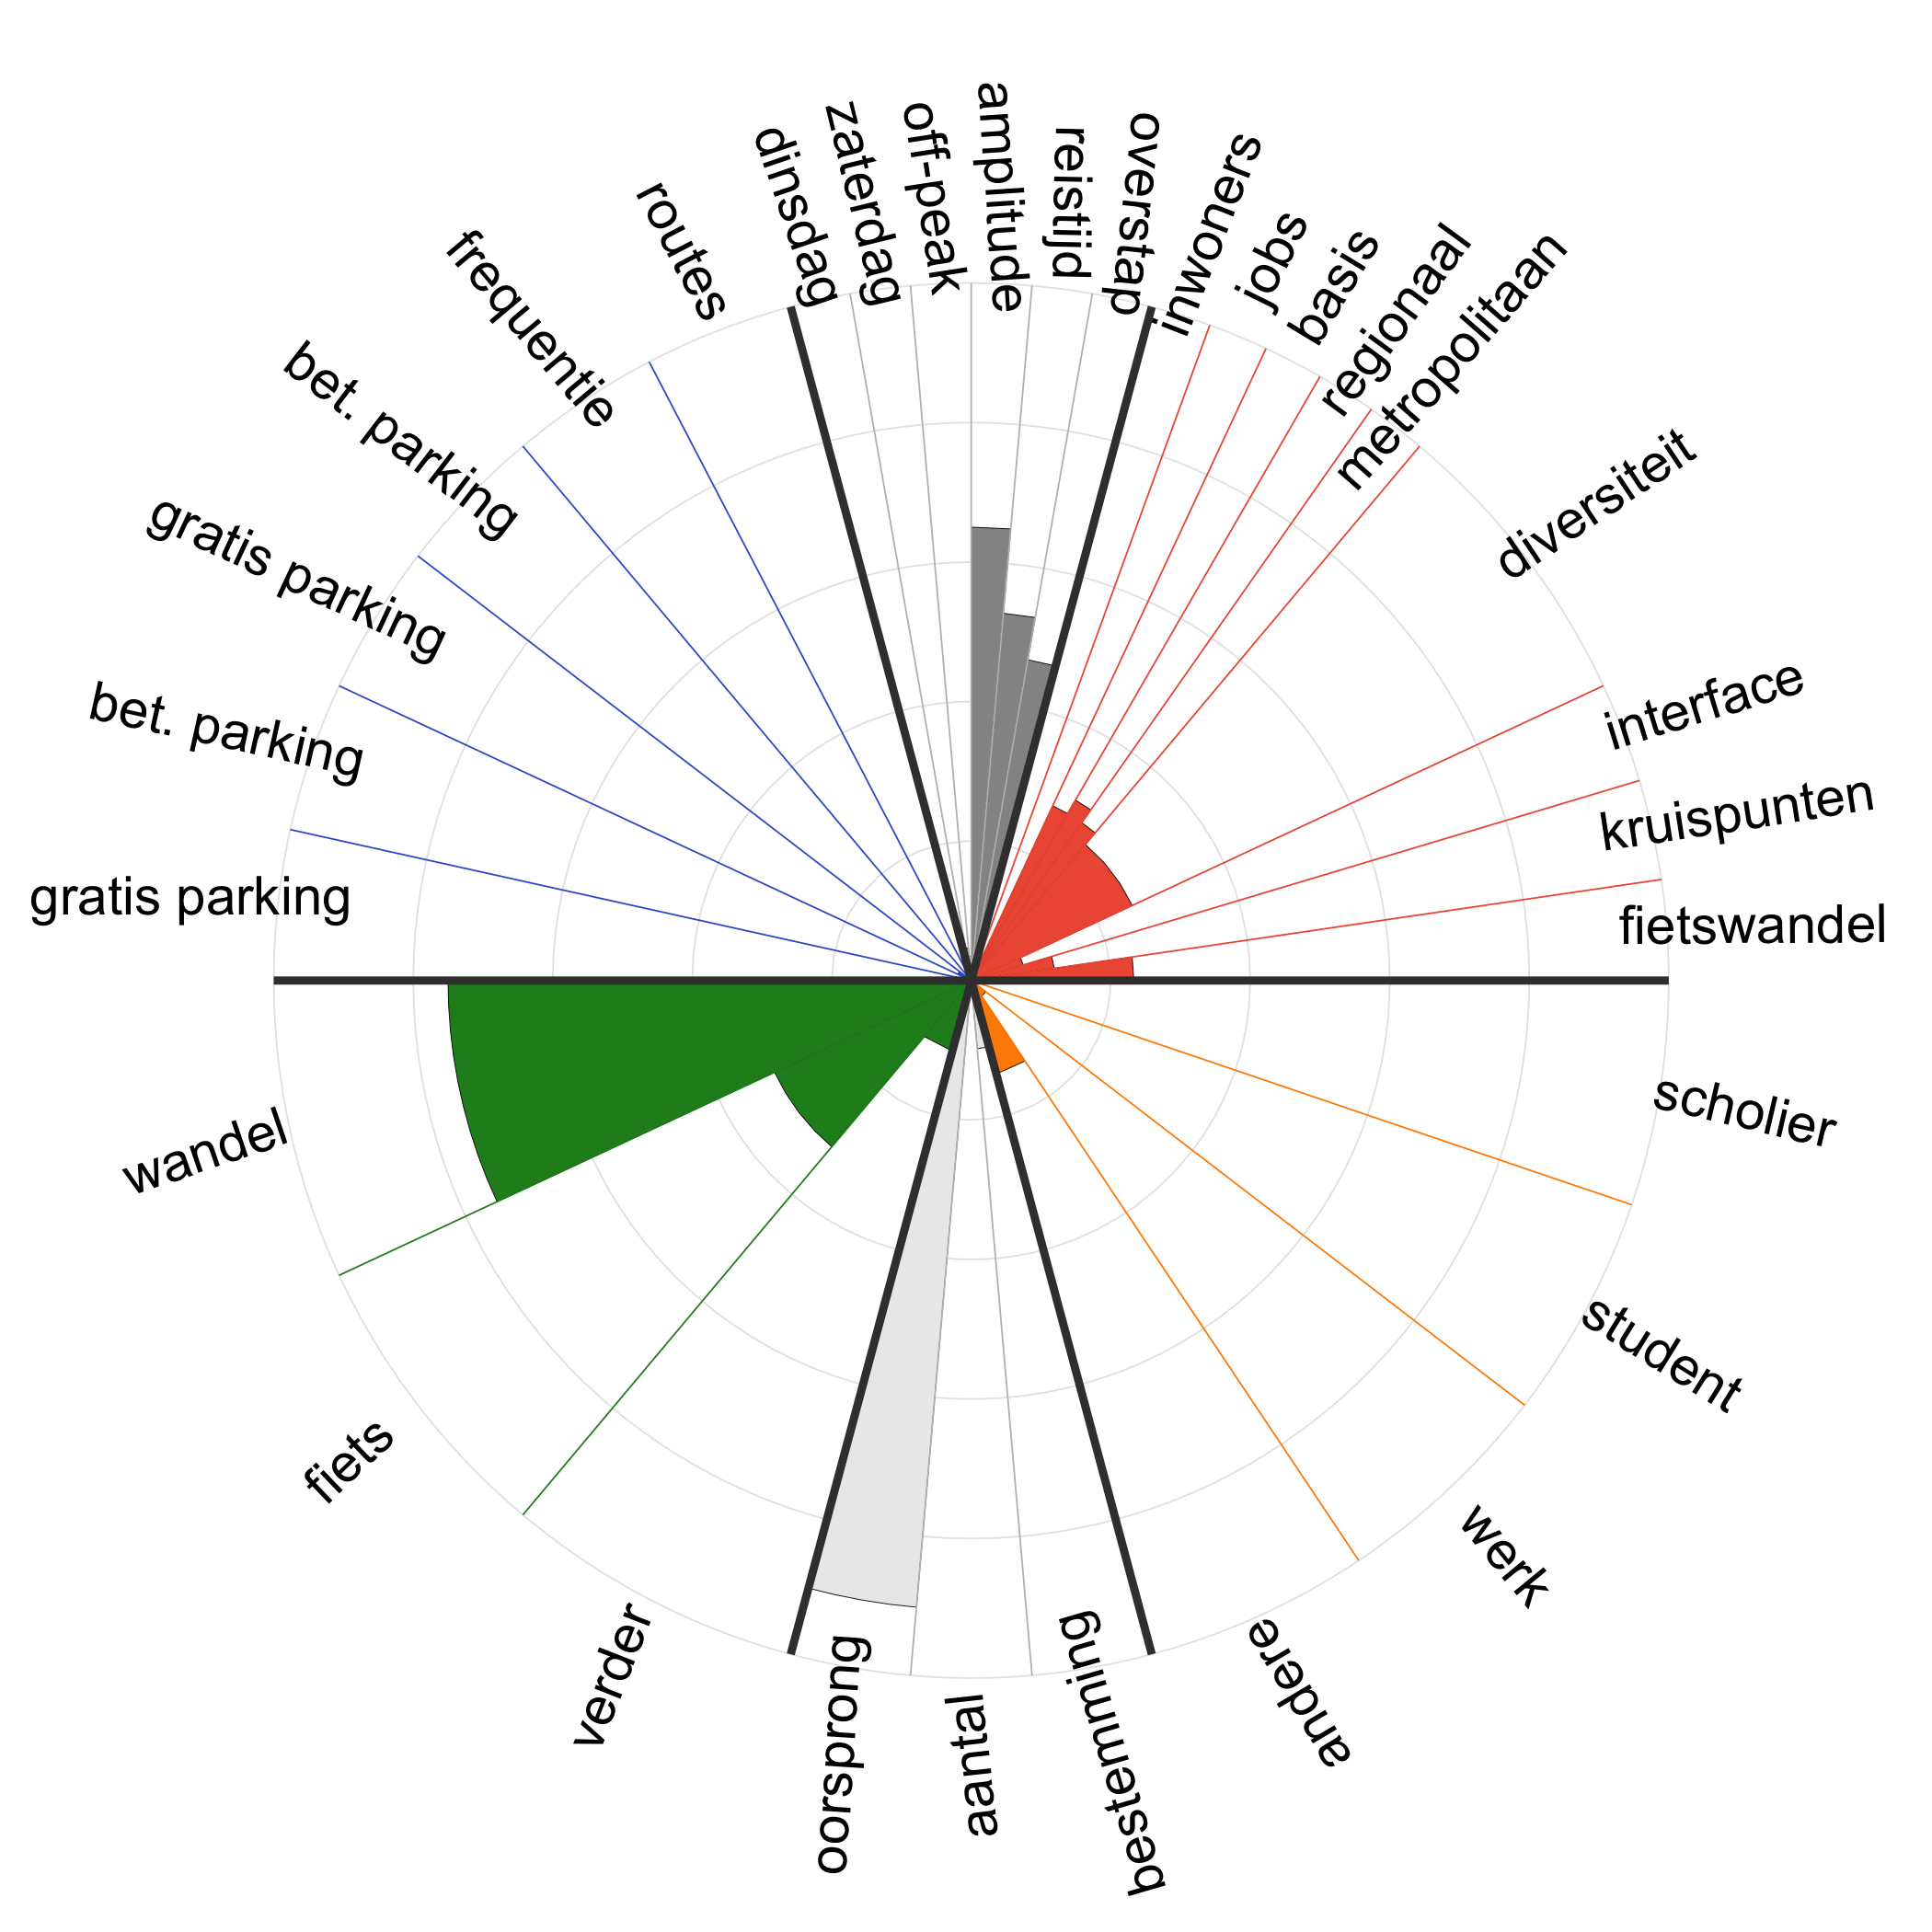 dinsdag
zaterdag
off-peak
amplitude
reistijd
overstap
inwoners
jobs
basis
regionaal
metropolitaan
diversiteit
interface
kruispunten
fietswandel
scholier
student
werk
andere
bestemming
aantal
oorsprong
verder
fiets
wandel
gratis parking
bet. parking
gratis parking
bet. parking
frequentie
routes